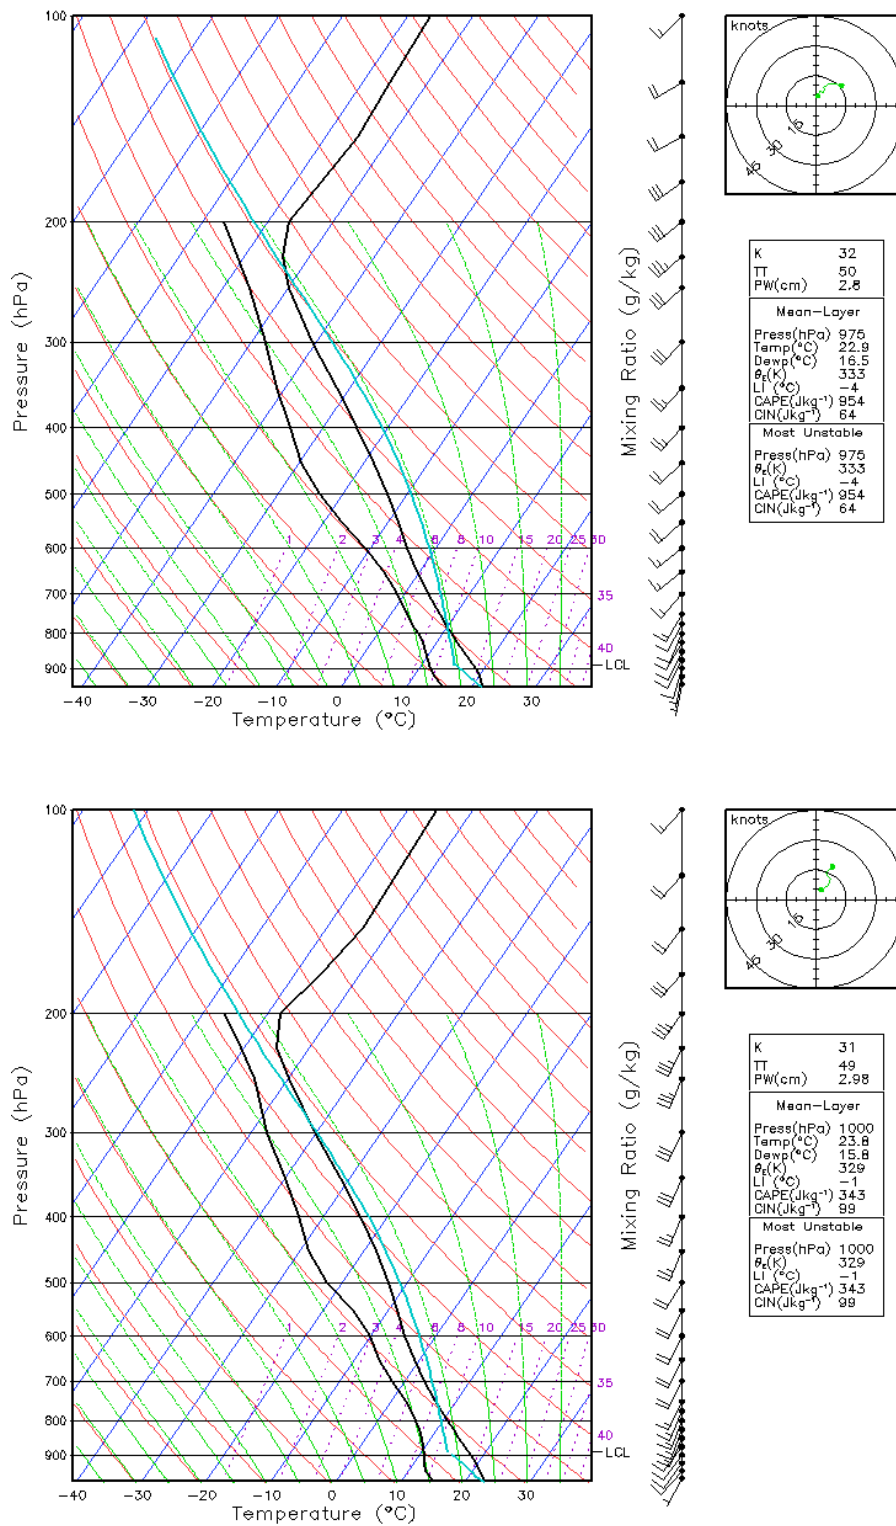 100
200
300
400
500
600
700
800
900
Pressure (hPa)
1 2 3 4 6 8 10 15 20 25 30
35
40
LCL
-40 -30 -20 -10 0 10 20 30
Temperature (°C)
Mixing Ratio (g/kg)
knots
15
30
45
K 32
TT 50
PW(cm) 2.8
Mean-Layer
Press(hPa) 975
Temp(°C) 22.9
Dewp(°C) 16.5
θE(K) 333
LI (°C) -4
CAPE(Jkg⁻¹) 954
CIN(Jkg⁻¹) 64
Most Unstable
Press(hPa) 975
θE(K) 333
LI (°C) -4
CAPE(Jkg⁻¹) 954
CIN(Jkg⁻¹) 64
100
200
300
400
500
600
700
800
900
Pressure (hPa)
1 2 3 4 6 8 10 15 20 25 30
35
40
LCL
-40 -30 -20 -10 0 10 20 30
Temperature (°C)
Mixing Ratio (g/kg)
knots
15
30
45
K 31
TT 49
PW(cm) 2.98
Mean-Layer
Press(hPa) 1000
Temp(°C) 23.8
Dewp(°C) 15.8
θE(K) 329
LI (°C) -1
CAPE(Jkg⁻¹) 343
CIN(Jkg⁻¹) 99
Most Unstable
Press(hPa) 1000
θE(K) 329
LI (°C) -1
CAPE(Jkg⁻¹) 343
CIN(Jkg⁻¹) 99